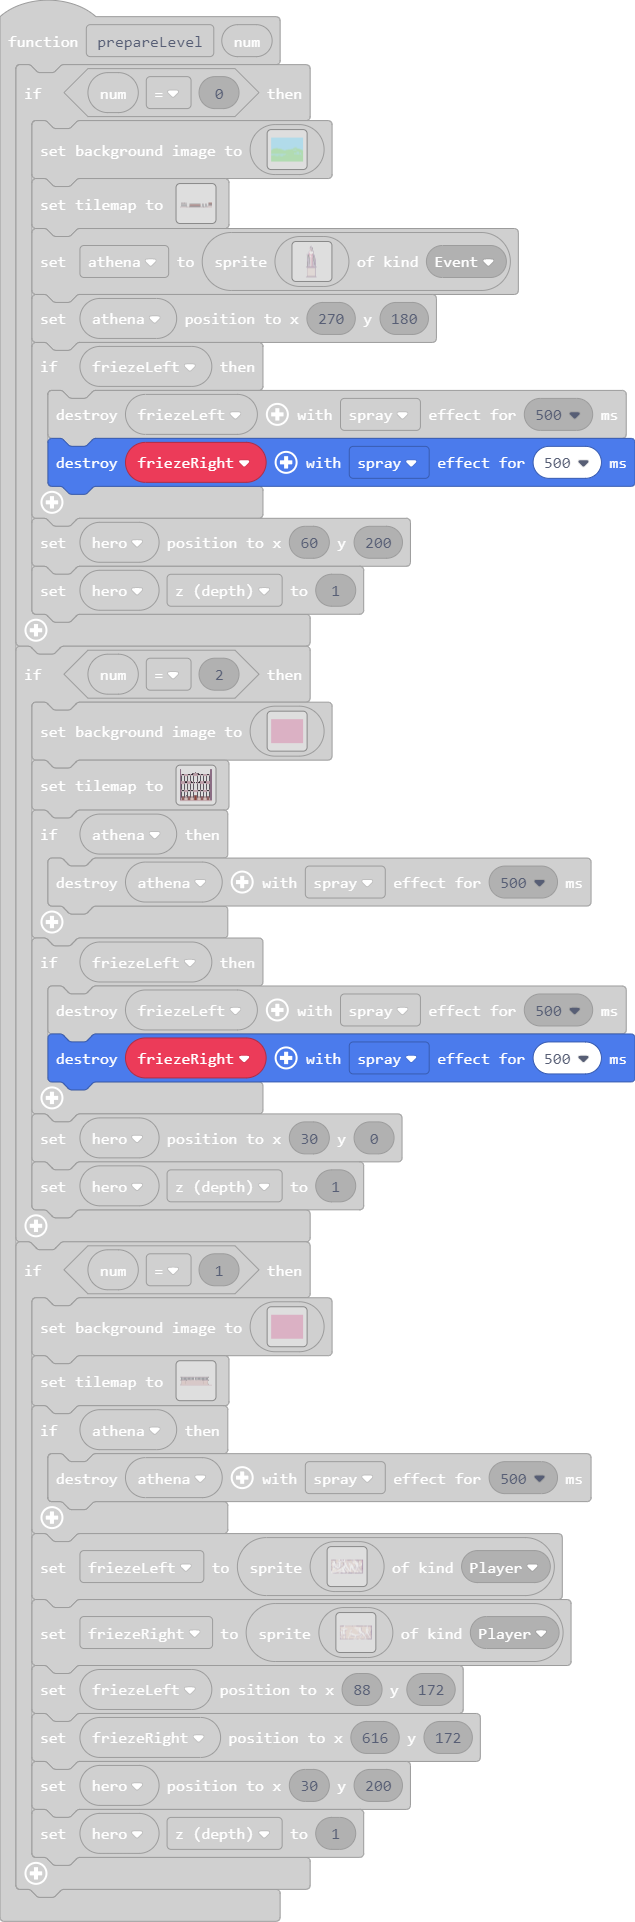 function prepareLevel num
if num = 0 then
set background image to
set tilemap to
set athena to sprite of kind Event
set athena position to x 270 y 180
if friezeLeft then
destroy friezeLeft with spray effect for 500 ms
destroy friezeRight with spray effect for 500 ms
set hero position to x 60 y 200
set hero z (depth) to 1
if num = 2 then
set background image to
set tilemap to
if athena then
destroy athena with spray effect for 500 ms
if friezeLeft then
destroy friezeLeft with spray effect for 500 ms
destroy friezeRight with spray effect for 500 ms
set hero position to x 30 y 0
set hero z (depth) to 1
if num = 1 then
set background image to
set tilemap to
if athena then
destroy athena with spray effect for 500 ms
set friezeLeft to sprite of kind Player
set friezeRight to sprite of kind Player
set friezeLeft position to x 88 y 172
set friezeRight position to x 616 y 172
set hero position to x 30 y 200
set hero z (depth) to 1